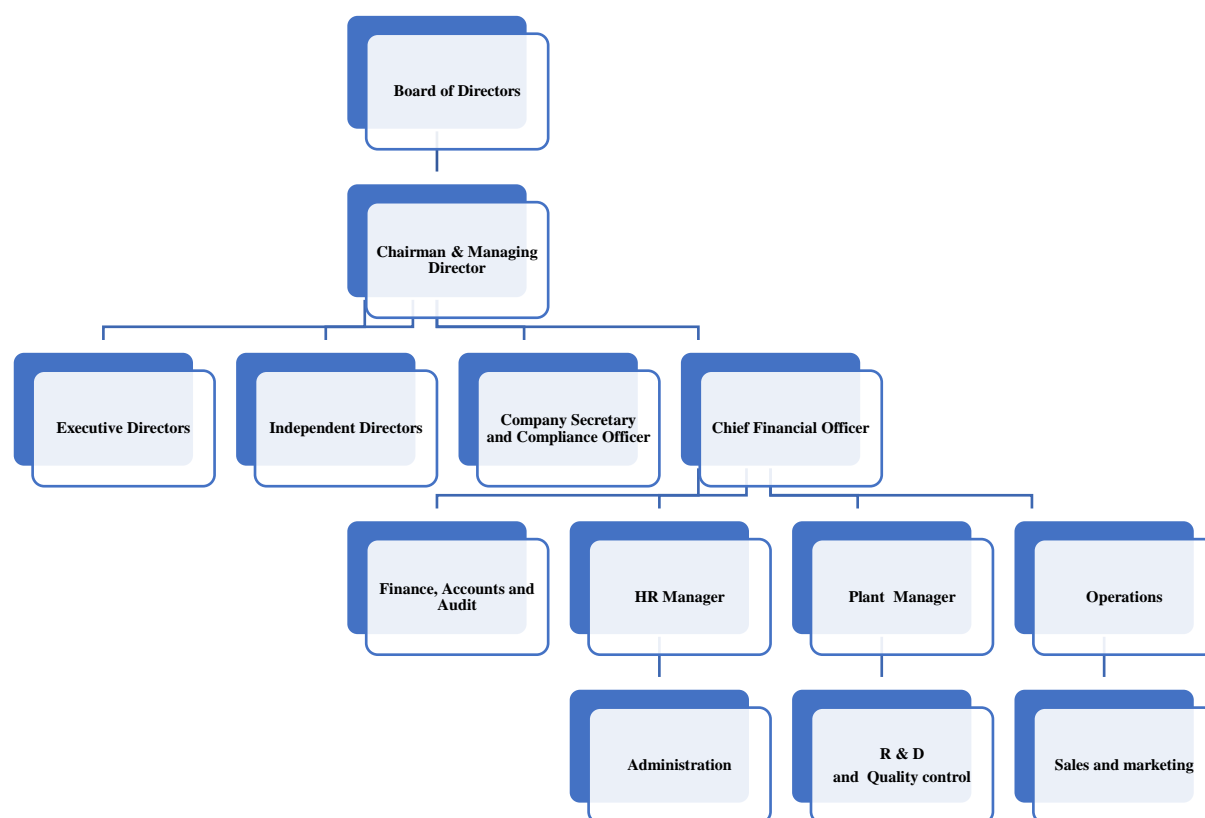 Board of Directors
Chairman & Managing
Director
Executive Directors
Independent Directors
Company Secretary
and Compliance Officer
Chief Financial Officer
Finance, Accounts and
Audit
HR Manager
Plant Manager
Operations
Administration
R & D
and Quality control
Sales and marketing